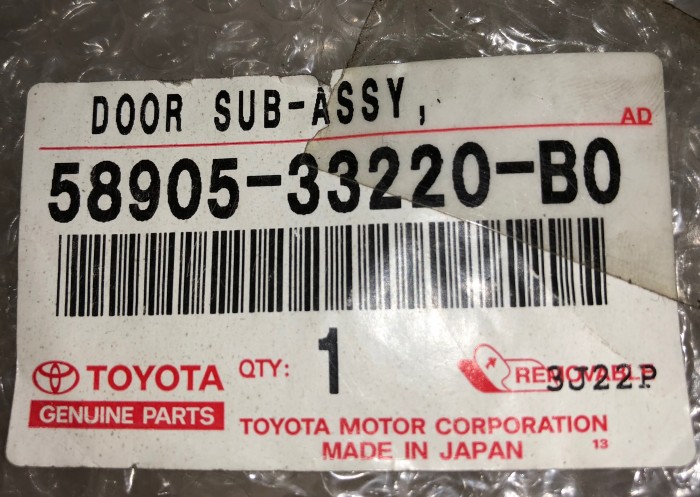 DOOR SUB-ASSY,
AD
58905-33220-B0
TOYOTA
QTY: 1
REMOVABLE
3J22P
GENUINE PARTS
TOYOTA MOTOR CORPORATION
MADE IN JAPAN 13